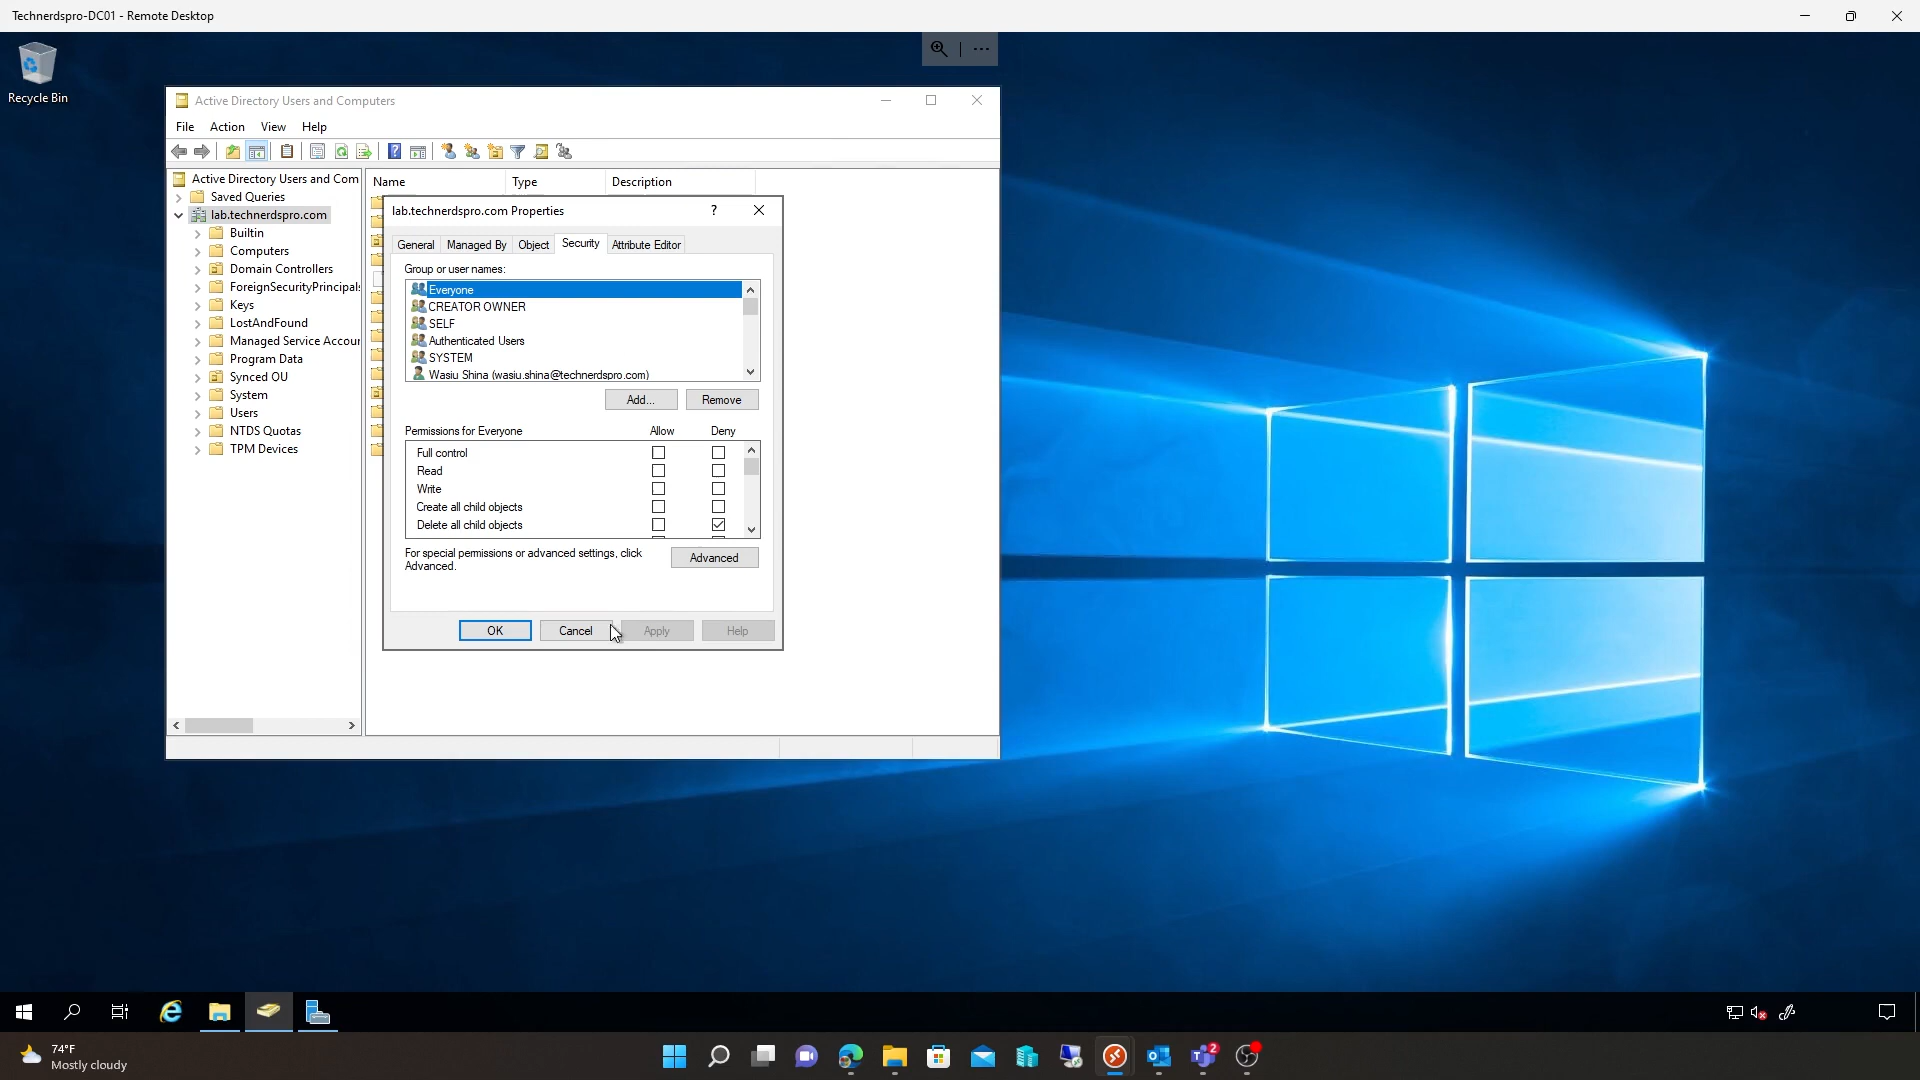 Technerdspro-DC01 - Remote Desktop
Recycle Bin
Active Directory Users and Computers
File Action View Help
Active Directory Users and Com
Saved Queries
lab.technerdspro.com
Builtin
Computers
Domain Controllers
ForeignSecurityPrincipals
Keys
LostAndFound
Managed Service Accour
Program Data
Synced OU
System
Users
NTDS Quotas
TPM Devices
Name Type Description
lab.technerdspro.com Properties ?
General Managed By Object Security Attribute Editor
Group or user names:
Everyone
CREATOR OWNER
SELF
Authenticated Users
SYSTEM
Wasiu Shina (wasiu.shina@technerdspro.com)
Add... Remove
Permissions for Everyone Allow Deny
Full control
Read
Write
Create all child objects
Delete all child objects
For special permissions or advanced settings, click
Advanced.
Advanced
OK Cancel Apply Help
74°F
Mostly cloudy
2